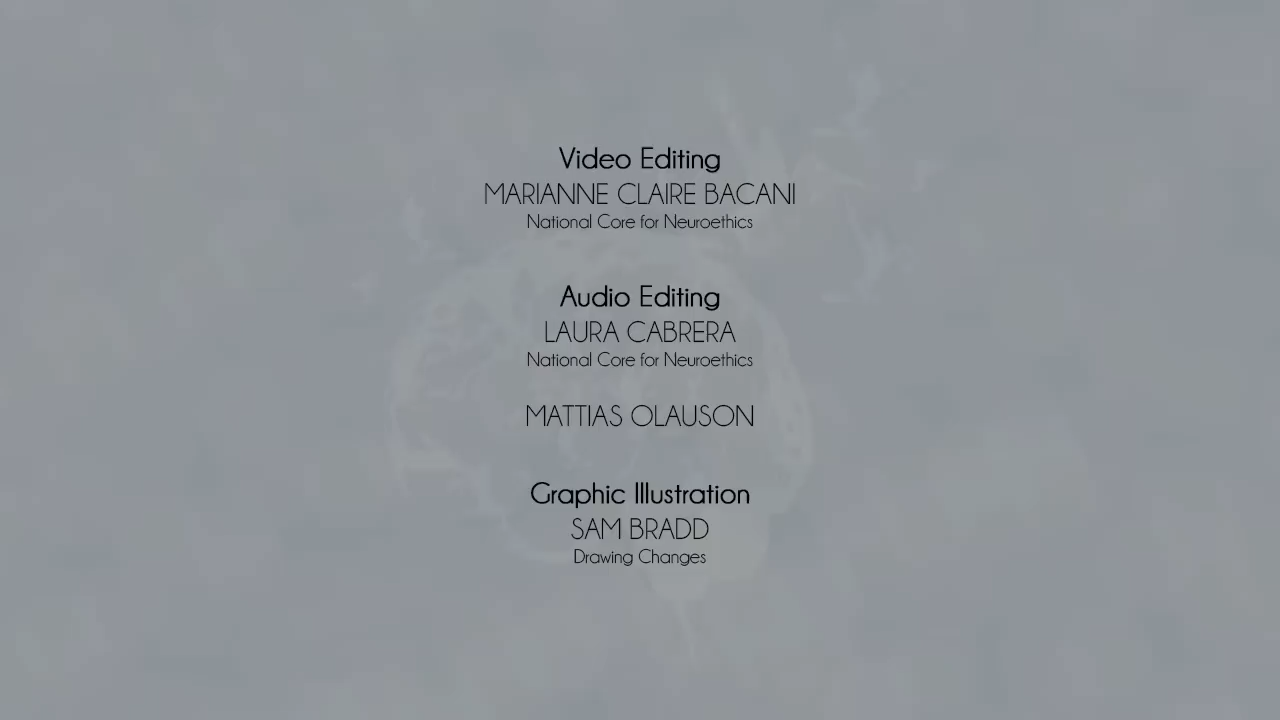 Video Editing
MARIANNE CLAIRE BACANI
National Core for Neuroethics
Audio Editing
LAURA CABRERA
National Core for Neuroethics
MATTIAS OLAUSON
Graphic Illustration
SAM BRADD
Drawing Changes